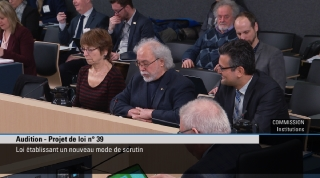 COMMISSION
Institutions
Audition - Projet de loi n° 39
Loi établissant un nouveau mode de scrutin